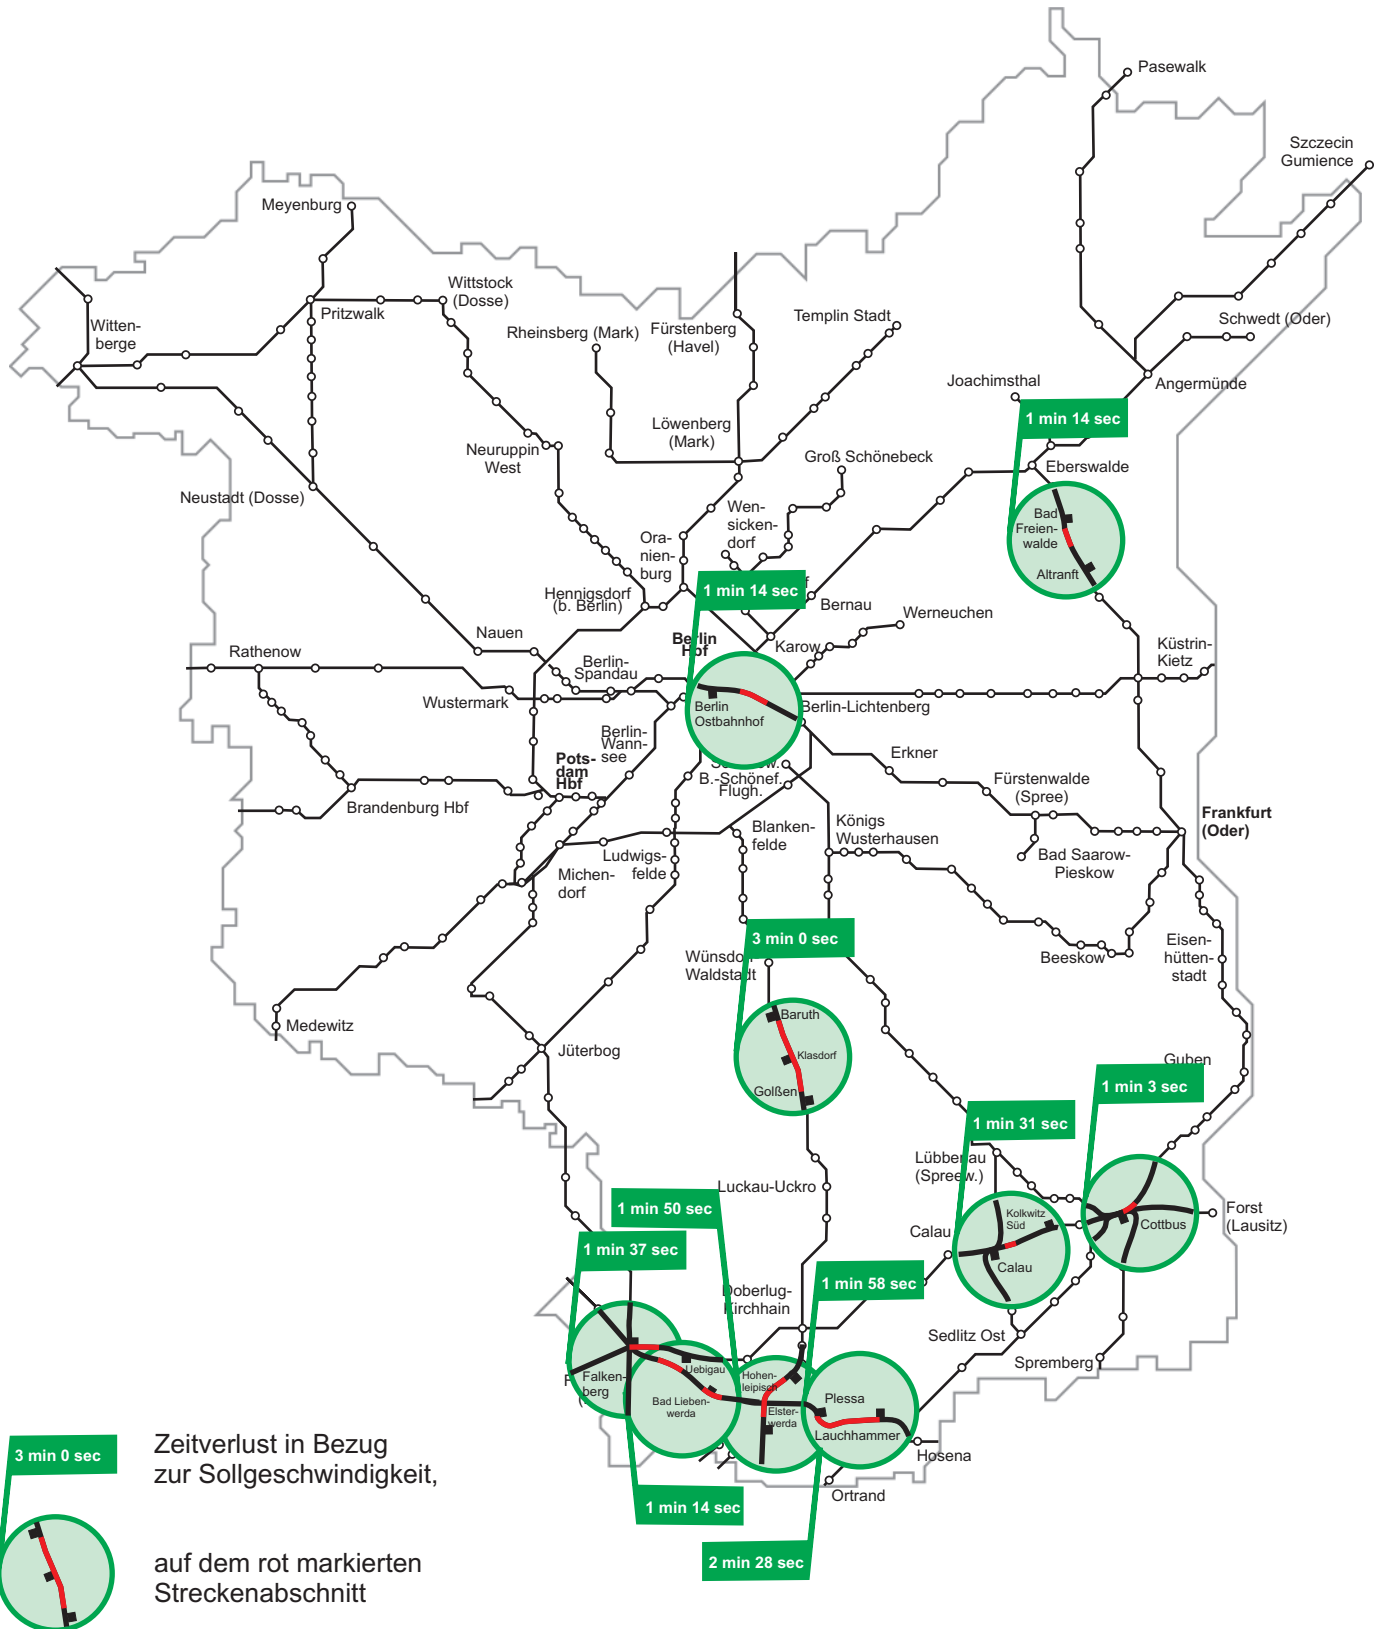 Pasewalk
Szczecin
Gumience
Meyenburg
Wittstock
(Dosse)
Pritzwalk
Witten-
berge
Rheinsberg (Mark)
Fürstenberg
(Havel)
Templin Stadt
Schwedt (Oder)
Joachimsthal
Angermünde
1 min 14 sec
Löwenberg
(Mark)
Neuruppin
West
Groß Schönebeck
Eberswalde
Neustadt (Dosse)
Wen-
sicken-
dorf
Bad
Freien-
walde
Altranft
Ora-
nien-
burg
Hennigsdorf
(b. Berlin)
1 min 14 sec
f
Bernau
Werneuchen
Nauen
Berlin
Hbf
Karow
Küstrin-
Kietz
Rathenow
Berlin-
Spandau
Wustermark
Berlin
Ostbahnhof
Berlin-Lichtenberg
Berlin-
Wann-
see
Erkner
Pots-
dam
Hbf
B.-Schönef.
Flugh.
Fürstenwalde
(Spree)
Brandenburg Hbf
Frankfurt
(Oder)
Blanken-
felde
Königs
Wusterhausen
Ludwigs-
felde
Michen-
dorf
Bad Saarow-
Pieskow
3 min 0 sec
Wünsdorf
Waldstadt
Beeskow
Eisen-
hütten-
stadt
Baruth
Klasdorf
Golßen
Medewitz
Jüterbog
Guben
1 min 3 sec
1 min 31 sec
Lübbenau
(Spreew.)
Luckau-Uckro
1 min 50 sec
Kolkwitz
Süd
Calau
Calau
Cottbus
Forst
(Lausitz)
1 min 37 sec
1 min 58 sec
Doberlug-
Kirchhain
Sedlitz Ost
Spremberg
Falken-
berg
F
(
Uebigau
Bad Lieben-
werda
Hohen-
leipisch
Elster-
werda
Plessa
Lauchhammer
Hosena
Ortrand
1 min 14 sec
2 min 28 sec
3 min 0 sec
Zeitverlust in Bezug
zur Sollgeschwindigkeit,
auf dem rot markierten
Streckenabschnitt